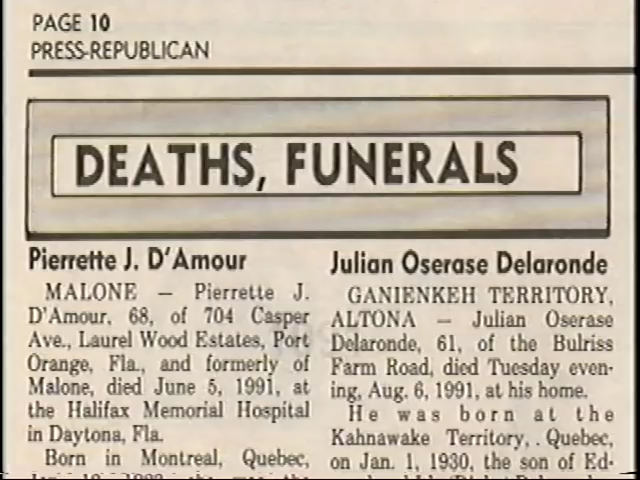 PAGE 10
PRESS-REPUBLICAN
DEATHS, FUNERALS
Pierrette J. D'Amour
MALONE — Pierrette J.
D'Amour, 68, of 704 Casper
Ave., Laurel Wood Estates, Port
Orange, Fla., and formerly of
Malone, died June 5, 1991, at
the Halifax Memorial Hospital
in Daytona, Fla.
Born in Montreal, Quebec,
Julian Oserase Delaronde
GANIENKEH TERRITORY,
ALTONA — Julian Oserase
Delaronde, 61, of the Bulriss
Farm Road, died Tuesday even-
ing, Aug. 6, 1991, at his home.
He was born at the
Kahnawake Territory, . Quebec,
on Jan. 1, 1930, the son of Ed-